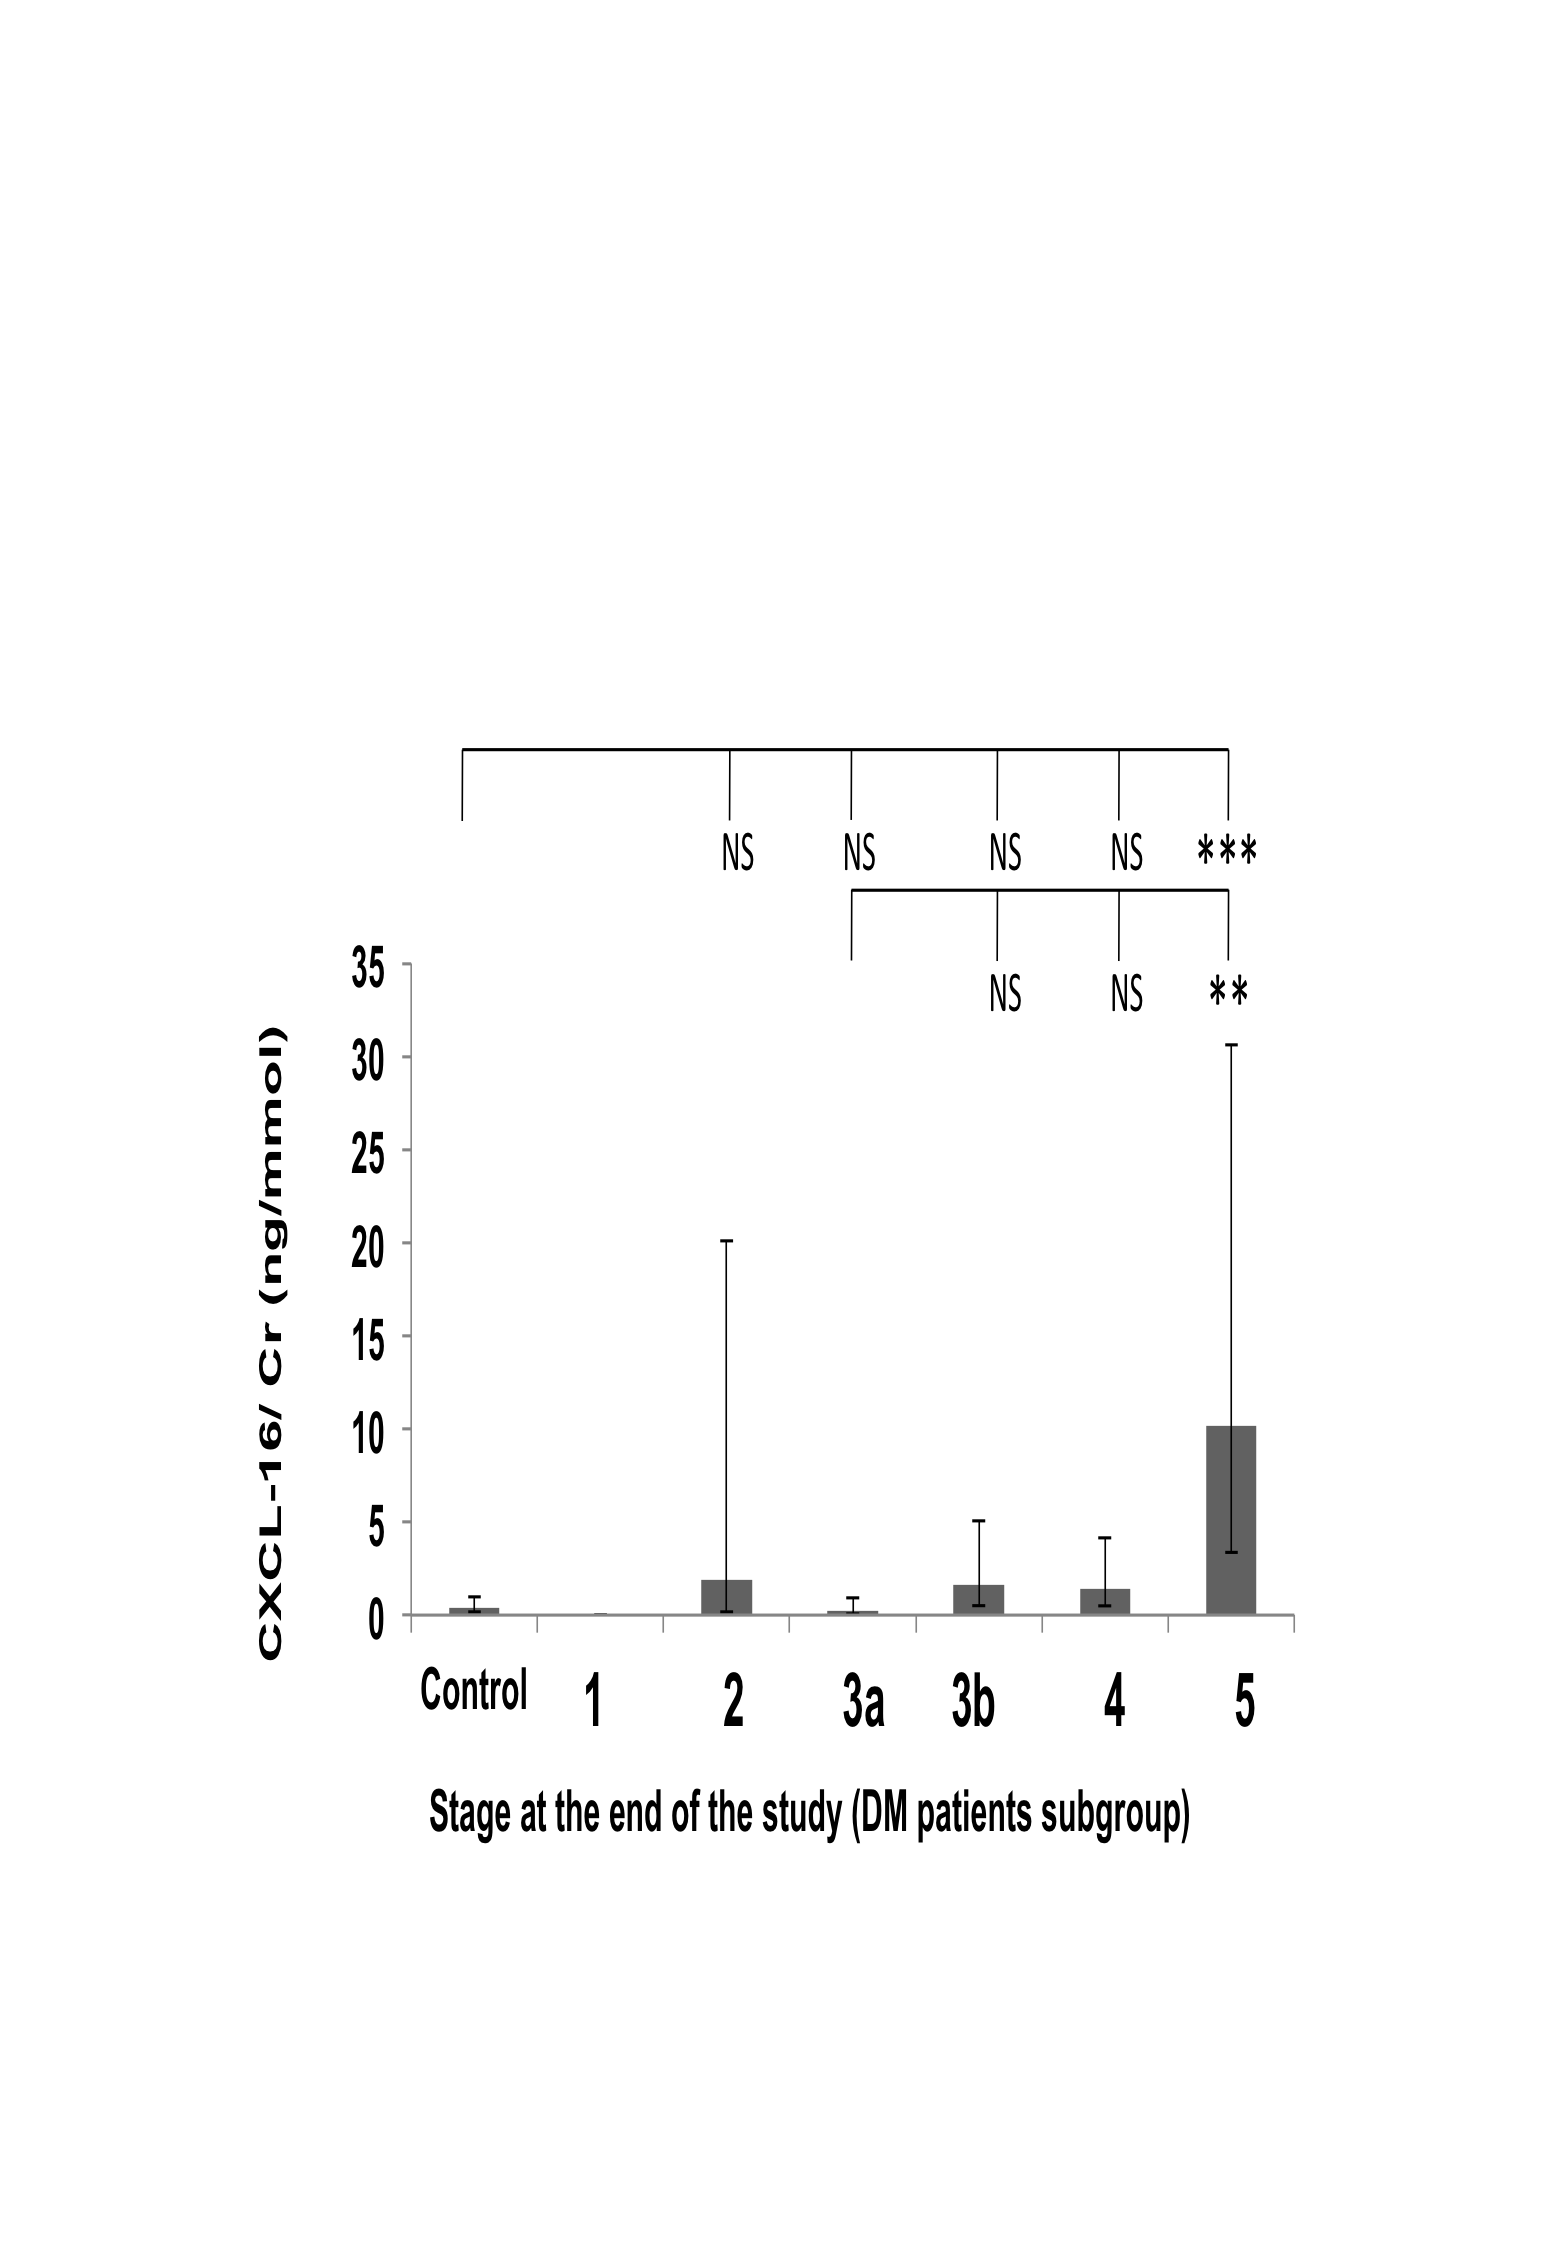 NS NS NS NS ***
NS NS **
35
30
25
20
15
10
5
0
CXCL-16/ Cr (ng/mmol)
Control 1 2 3a 3b 4 5
Stage at the end of the study (DM patients subgroup)